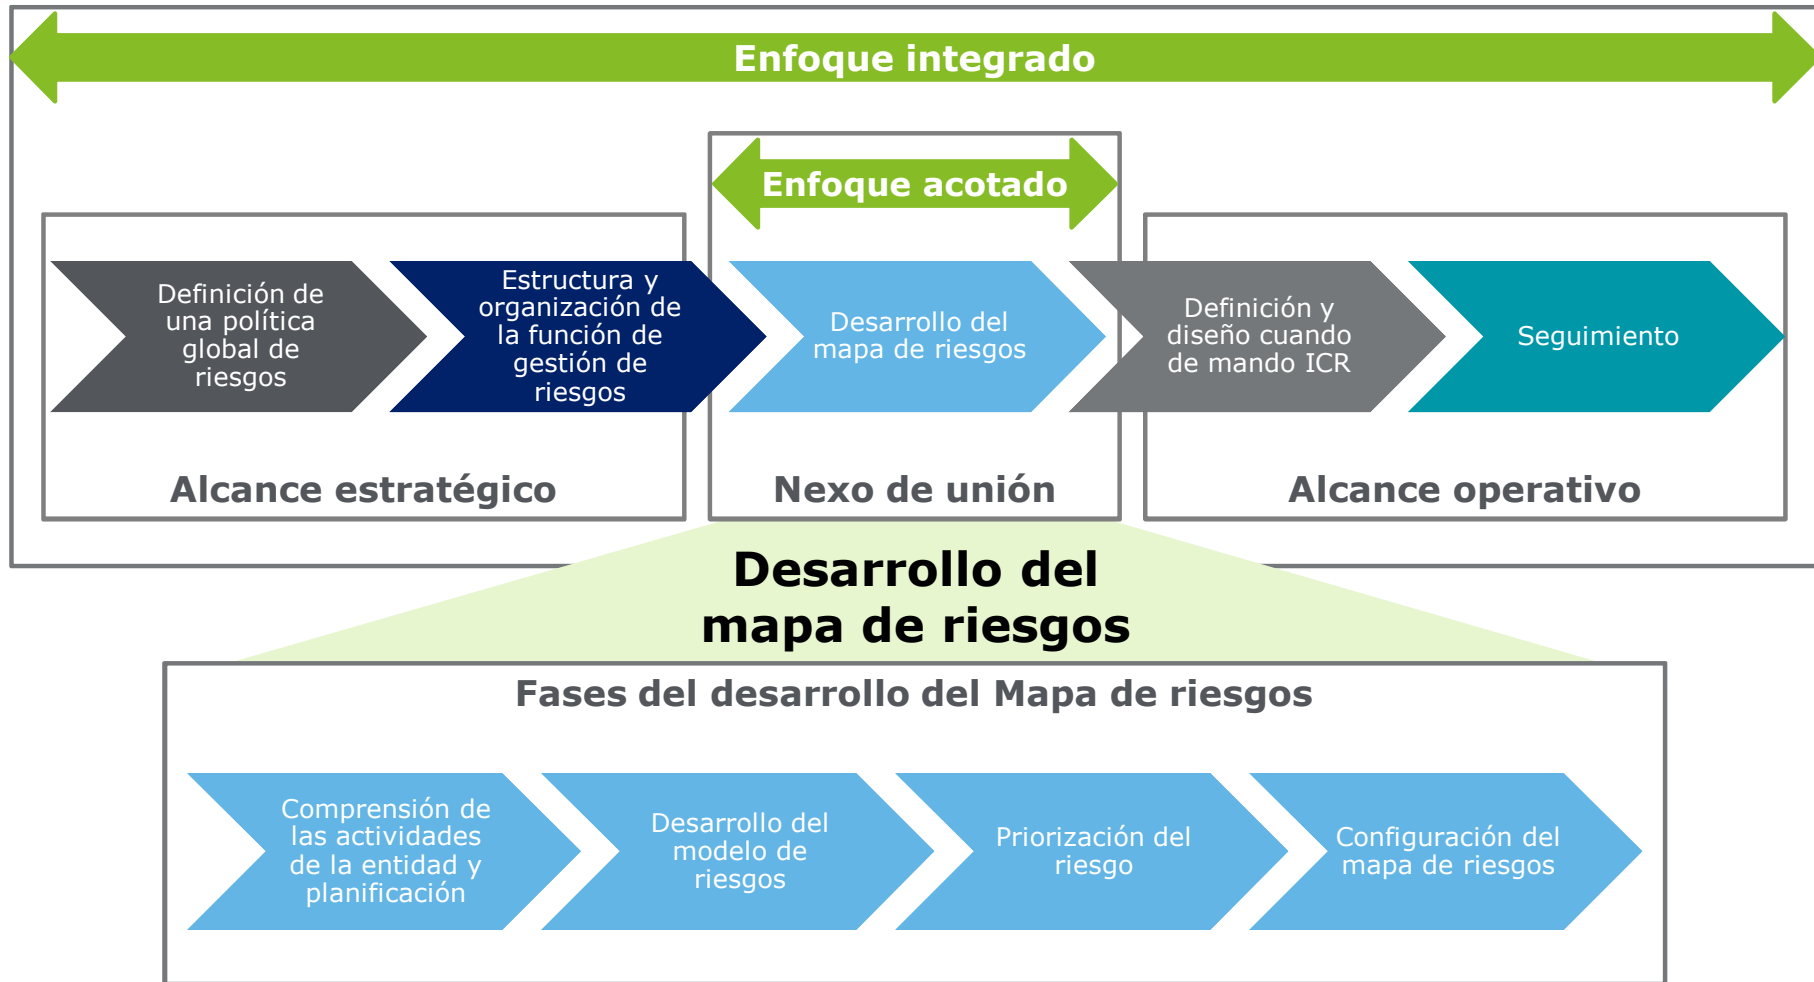 Enfoque integrado
Enfoque acotado
Definición de
una política
global de
riesgos
Estructura y
organización de
la función de
gestión de
riesgos
Desarrollo del
mapa de riesgos
Definición y
diseño cuando
de mando ICR
Seguimiento
Alcance estratégico
Nexo de unión
Alcance operativo
Desarrollo del
mapa de riesgos
Fases del desarrollo del Mapa de riesgos
Comprensión de
las actividades
de la entidad y
planificación
Desarrollo del
modelo de
riesgos
Priorización del
riesgo
Configuración del
mapa de riesgos